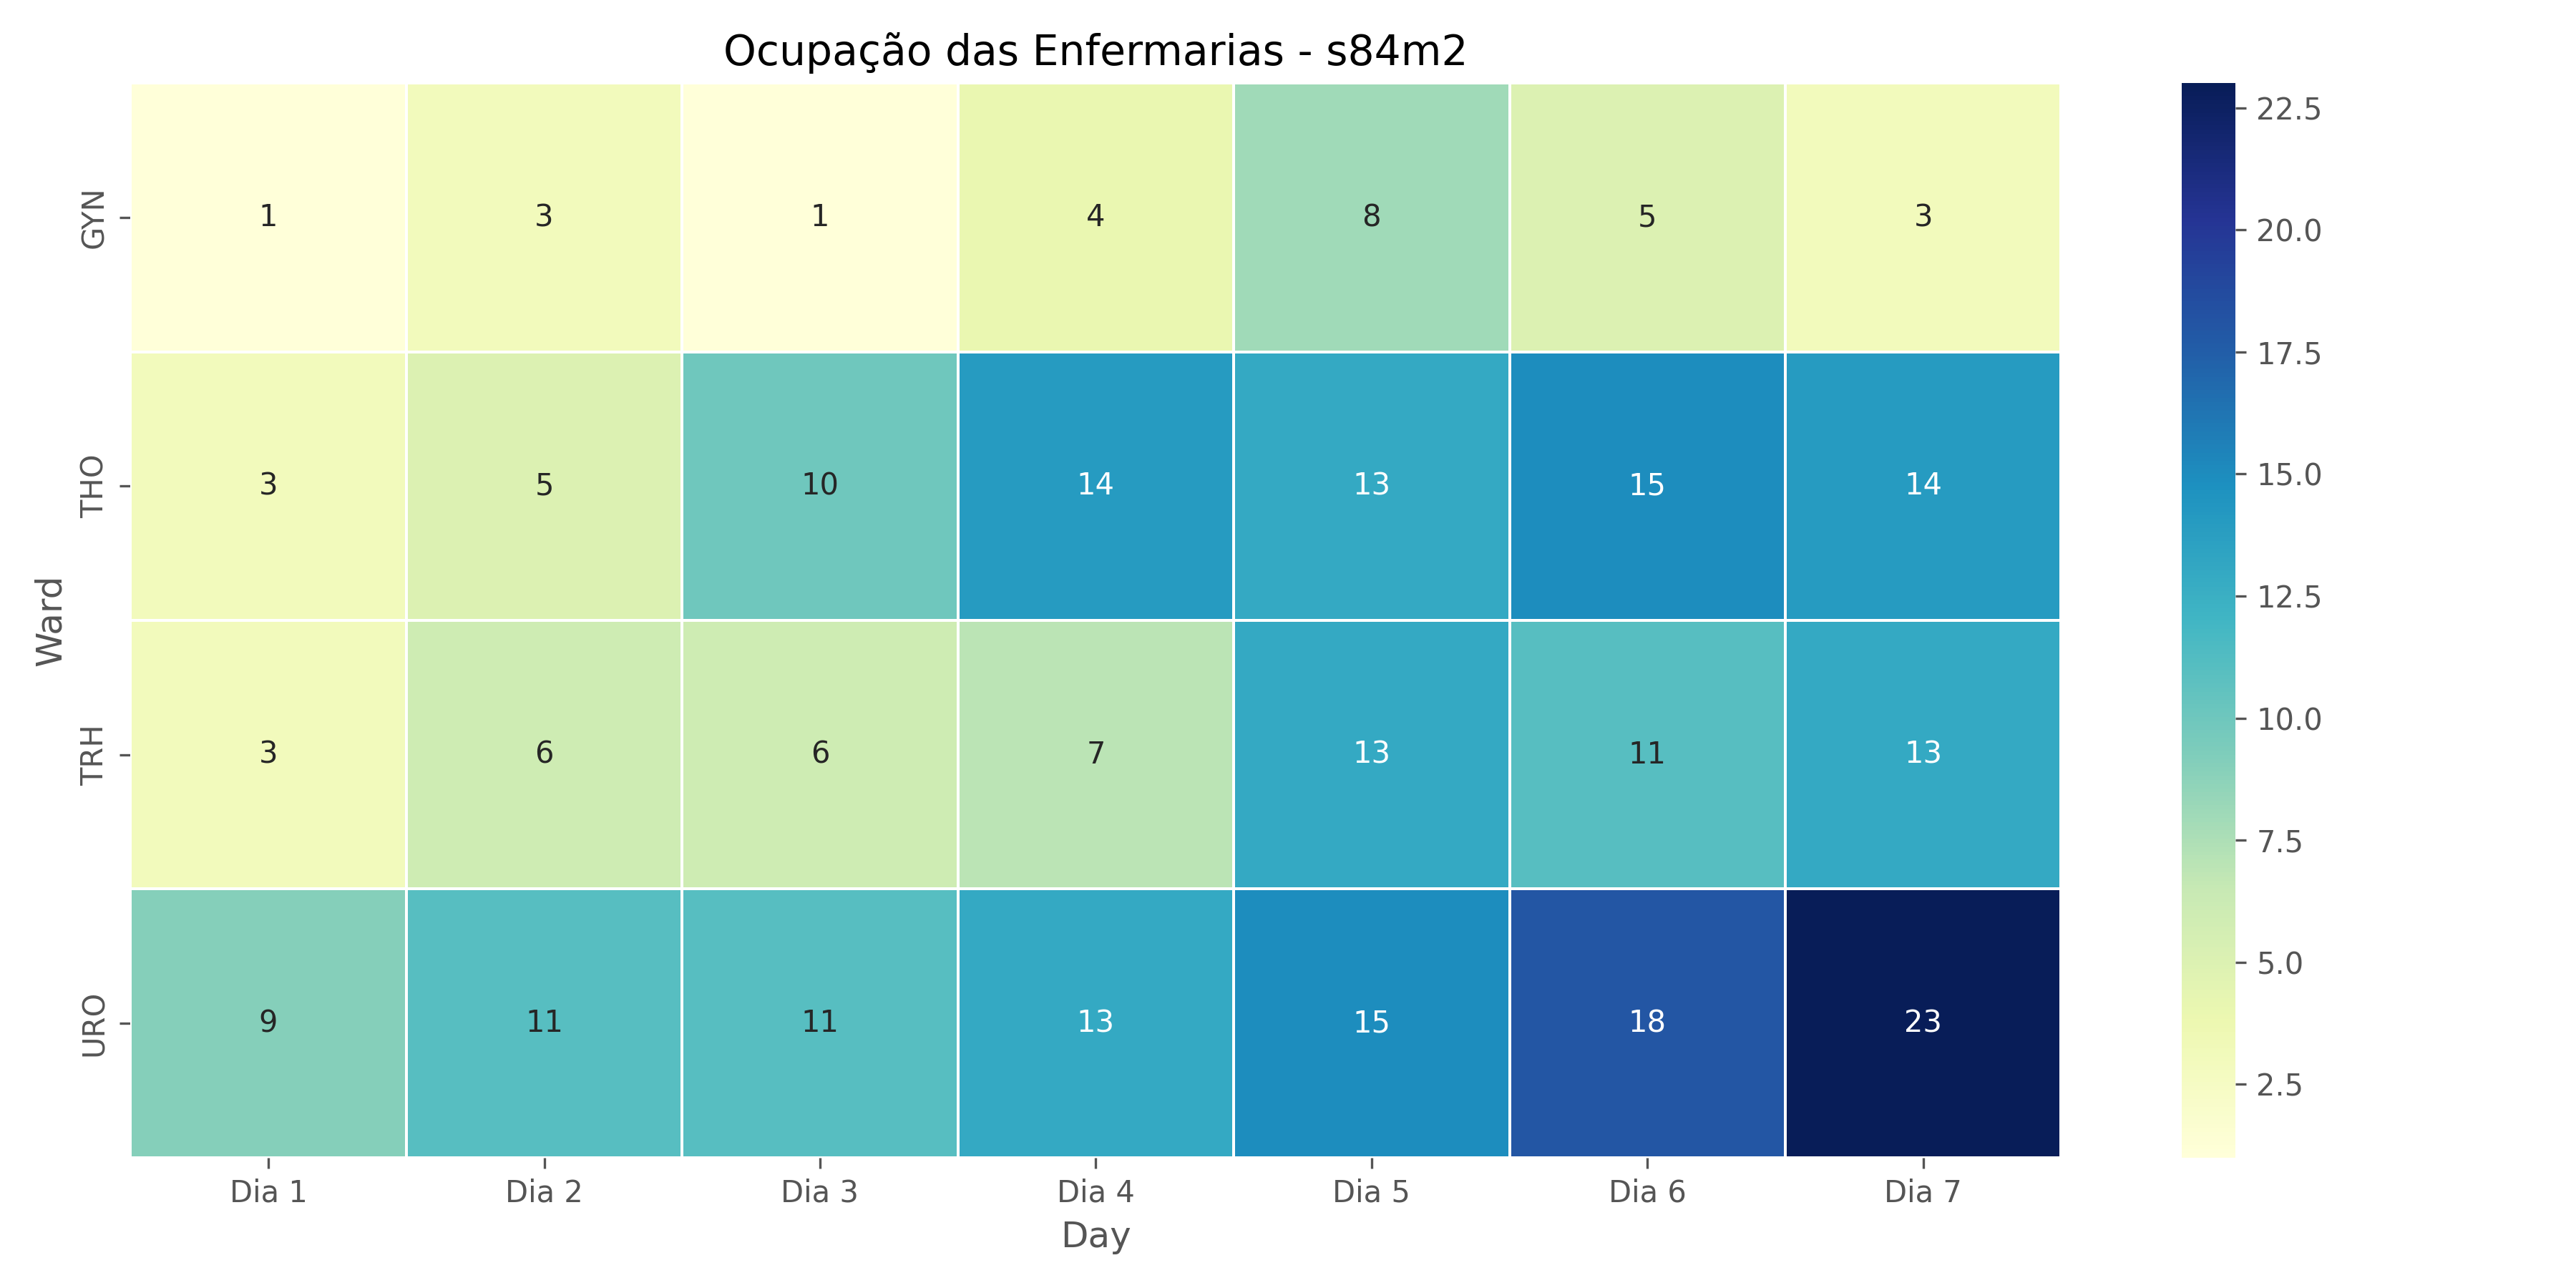 Ocupação das Enfermarias - s84m2
GYN 1 3 1 4 8 5 3
THO 3 5 10 14 13 15 14
TRH 3 6 6 7 13 11 13
URO 9 11 11 13 15 18 23
Ward
Dia 1 Dia 2 Dia 3 Dia 4 Dia 5 Dia 6 Dia 7
Day
22.5
20.0
17.5
15.0
12.5
10.0
7.5
5.0
2.5